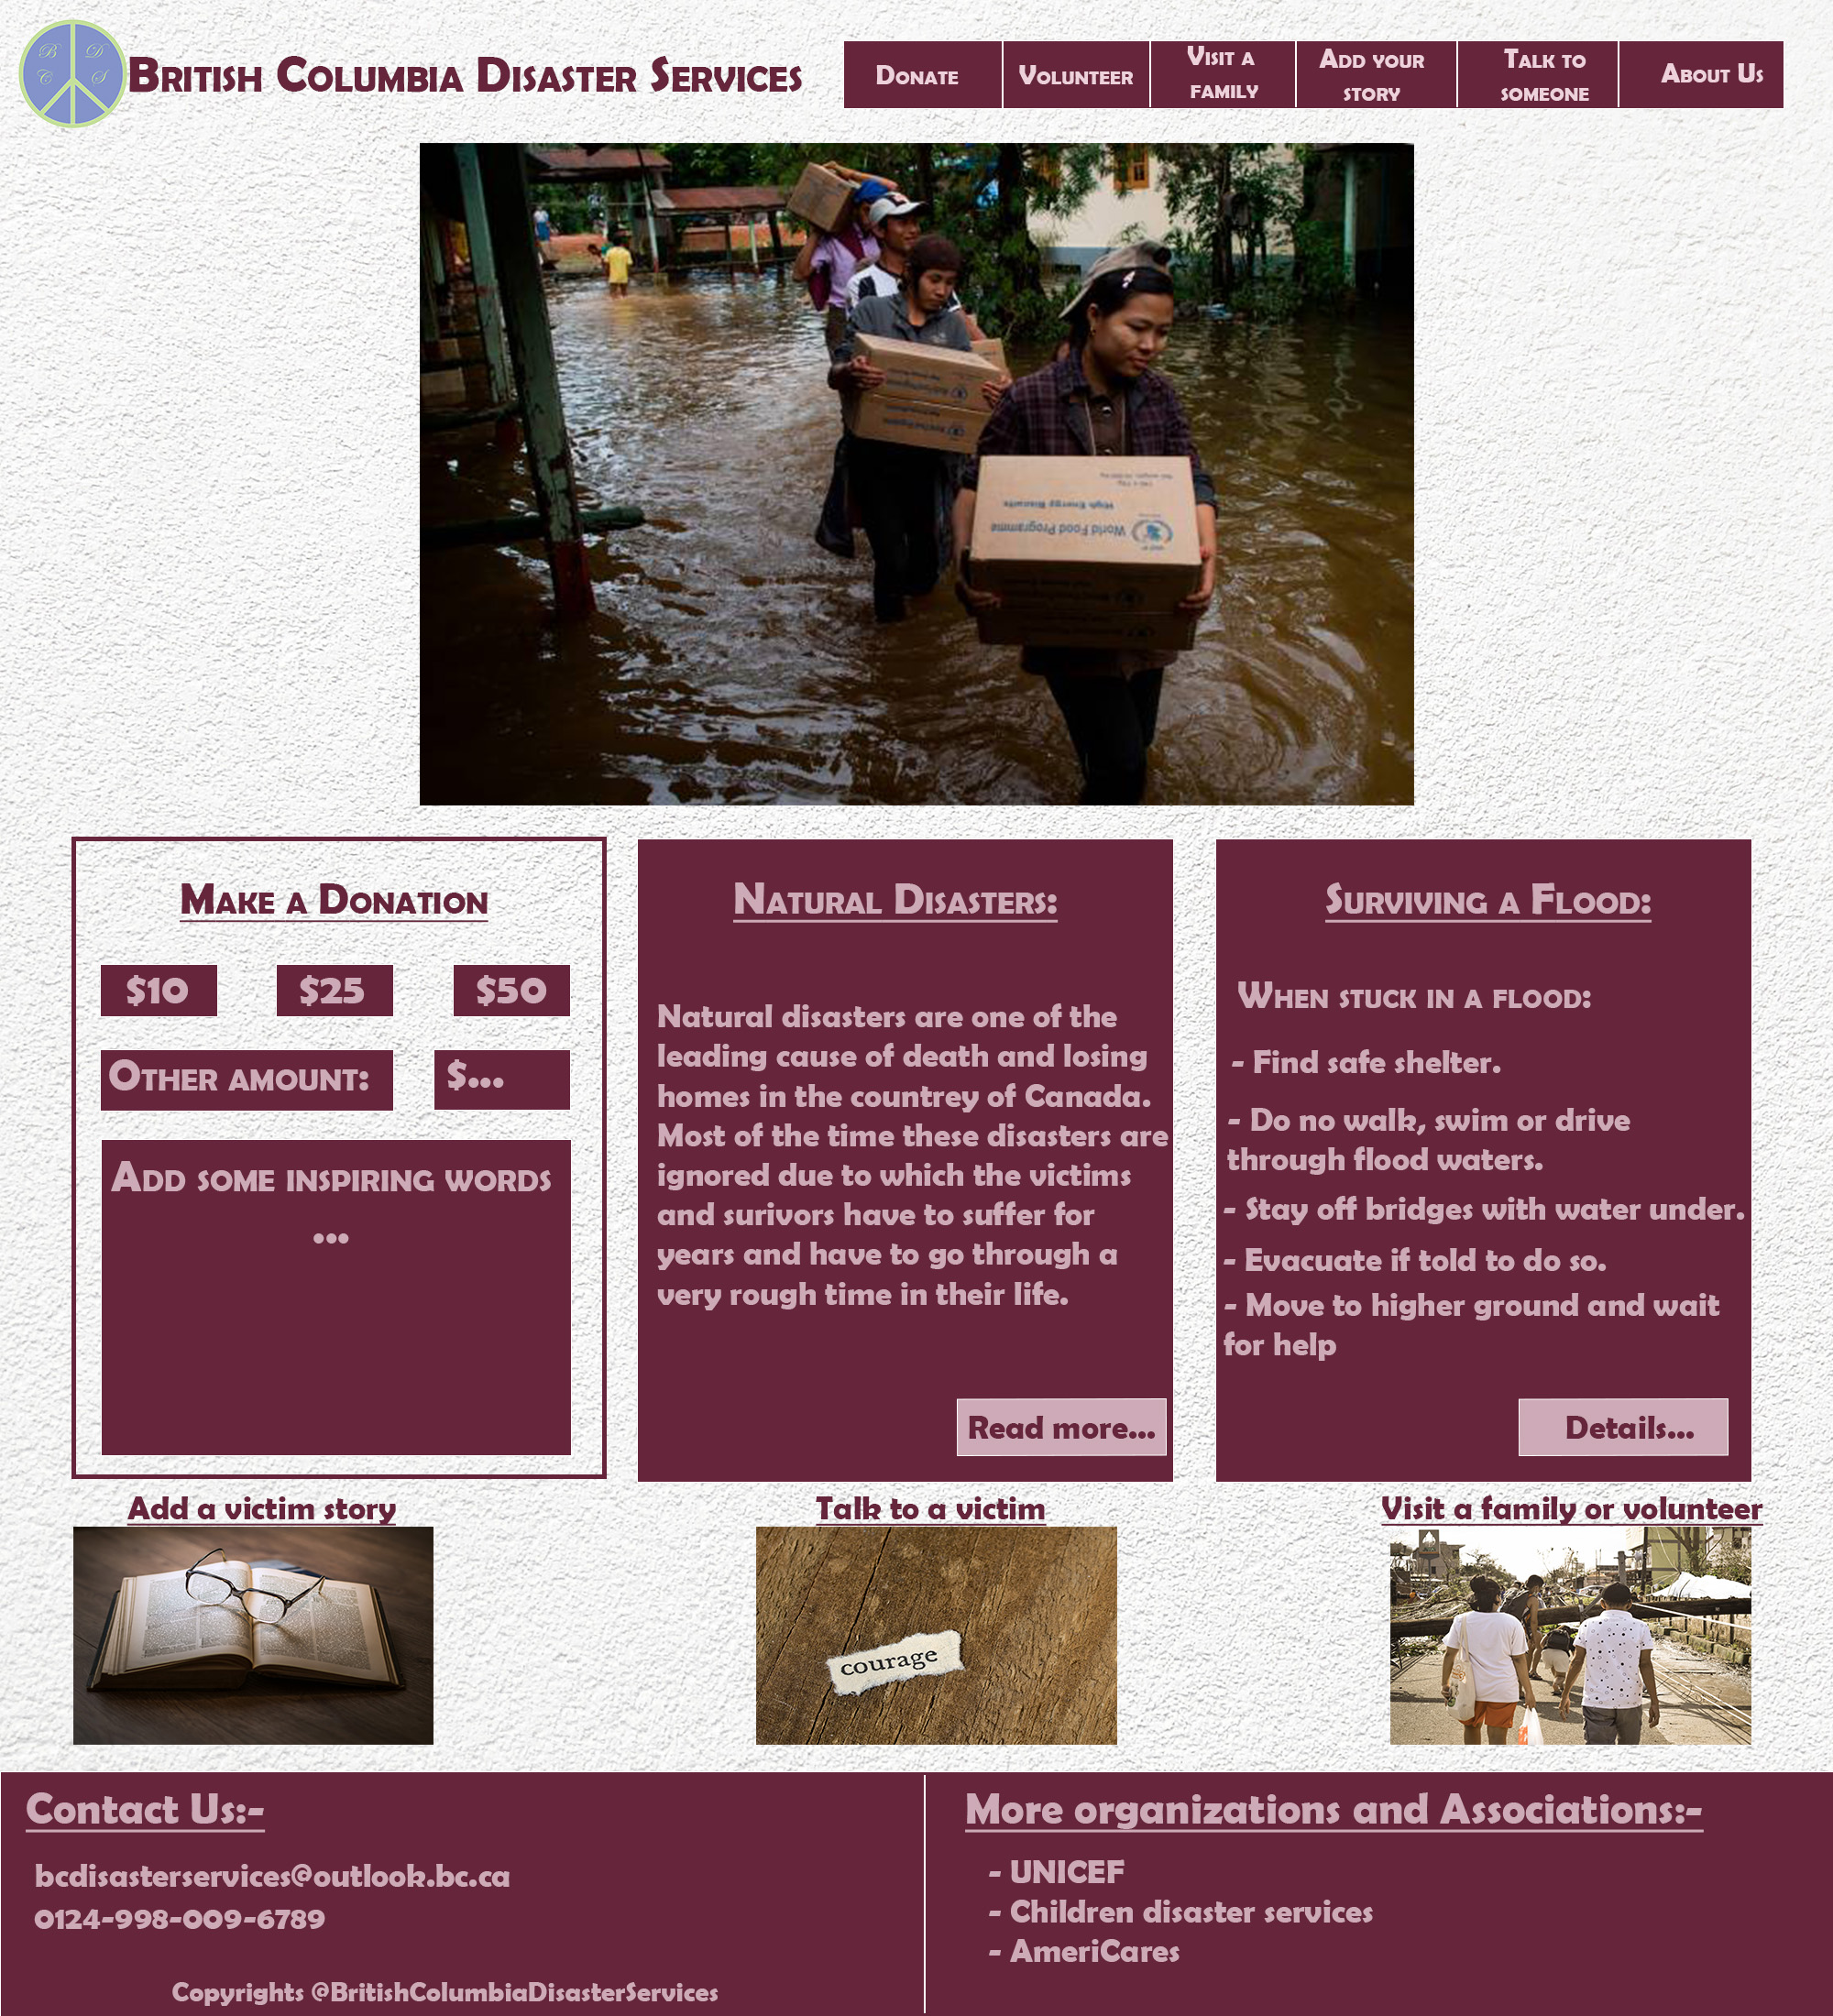 B D
C S
British Columbia Disaster Services
Donate
Volunteer
Visit a
family
Add your
story
Talk to
someone
About Us
High Energy Biscuits
World Food Programme
Make a Donation
$10
$25
$50
Other amount:
$...
Add some inspiring words
...
Natural Disasters:
Natural disasters are one of the
leading cause of death and losing
homes in the countrey of Canada.
Most of the time these disasters are
ignored due to which the victims
and surivors have to suffer for
years and have to go through a
very rough time in their life.
Read more...
Surviving a Flood:
When stuck in a flood:
- Find safe shelter.
- Do no walk, swim or drive
through flood waters.
- Stay off bridges with water under.
- Evacuate if told to do so.
- Move to higher ground and wait
for help
Details...
Add a victim story
Talk to a victim
courage
Visit a family or volunteer
Contact Us:-
bcdisasterservices@outlook.bc.ca
0124-998-009-6789
Copyrights @BritishColumbiaDisasterServices
More organizations and Associations:-
- UNICEF
- Children disaster services
- AmeriCares